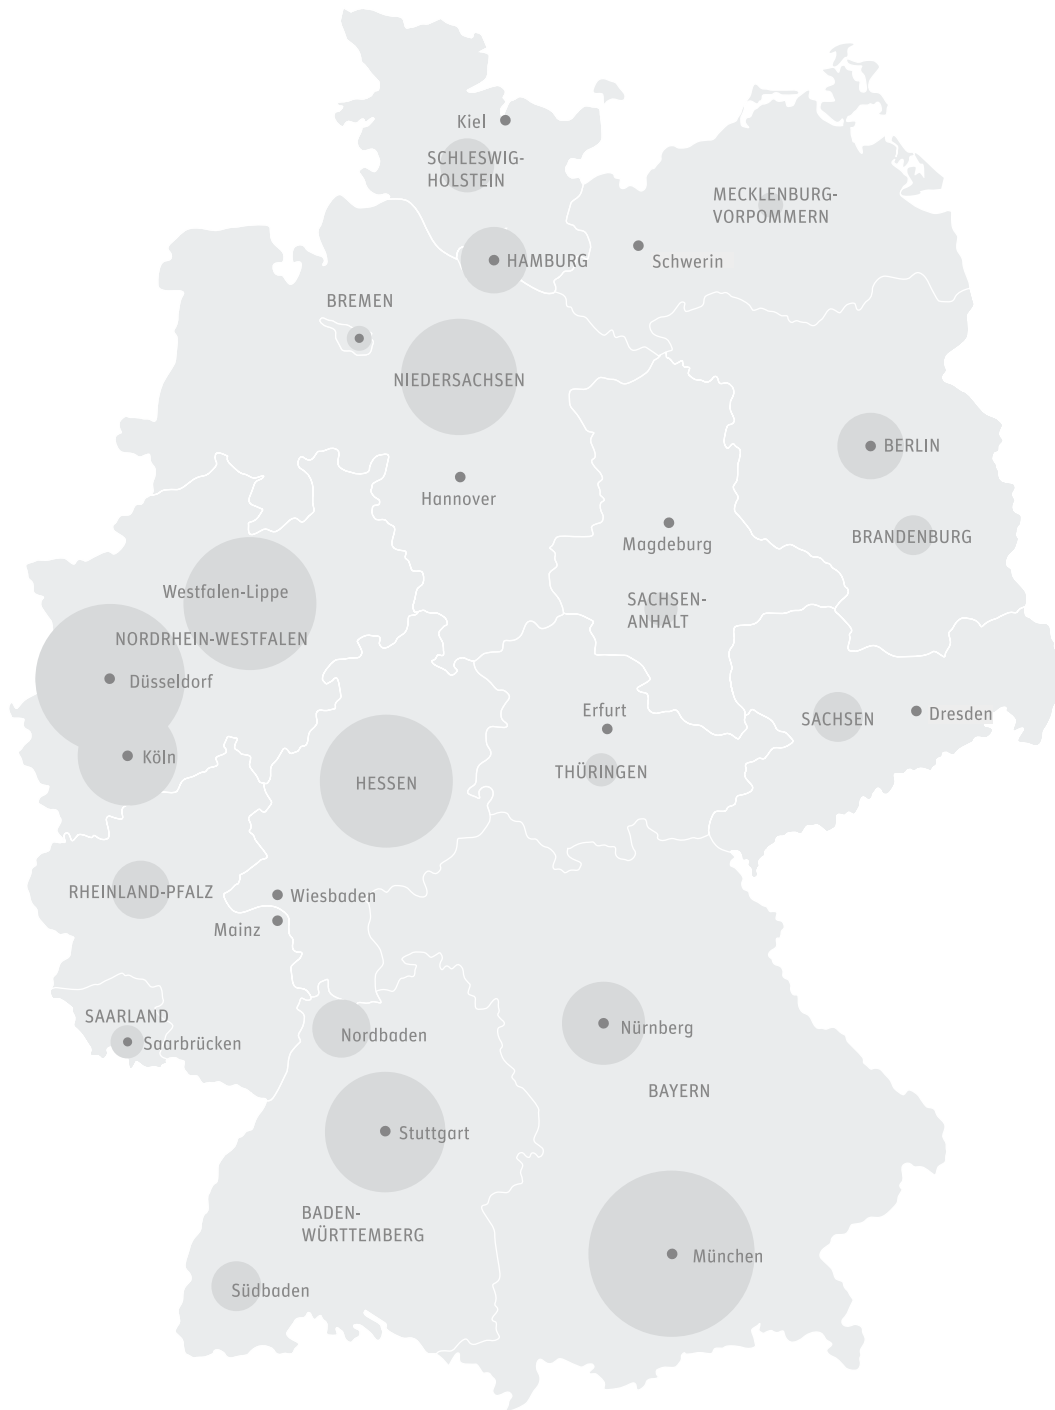 Kiel
SCHLESWIG-
HOLSTEIN
MECKLENBURG-
VORPOMMERN
HAMBURG
Schwerin
BREMEN
NIEDERSACHSEN
BERLIN
Hannover
BRANDENBURG
Magdeburg
Westfalen-Lippe
SACHSEN-
ANHALT
NORDRHEIN-WESTFALEN
Düsseldorf
Erfurt
SACHSEN
Dresden
Köln
THÜRINGEN
HESSEN
RHEINLAND-PFALZ
Wiesbaden
Mainz
SAARLAND
Saarbrücken
Nordbaden
Nürnberg
BAYERN
Stuttgart
BADEN-
WÜRTTEMBERG
München
Südbaden